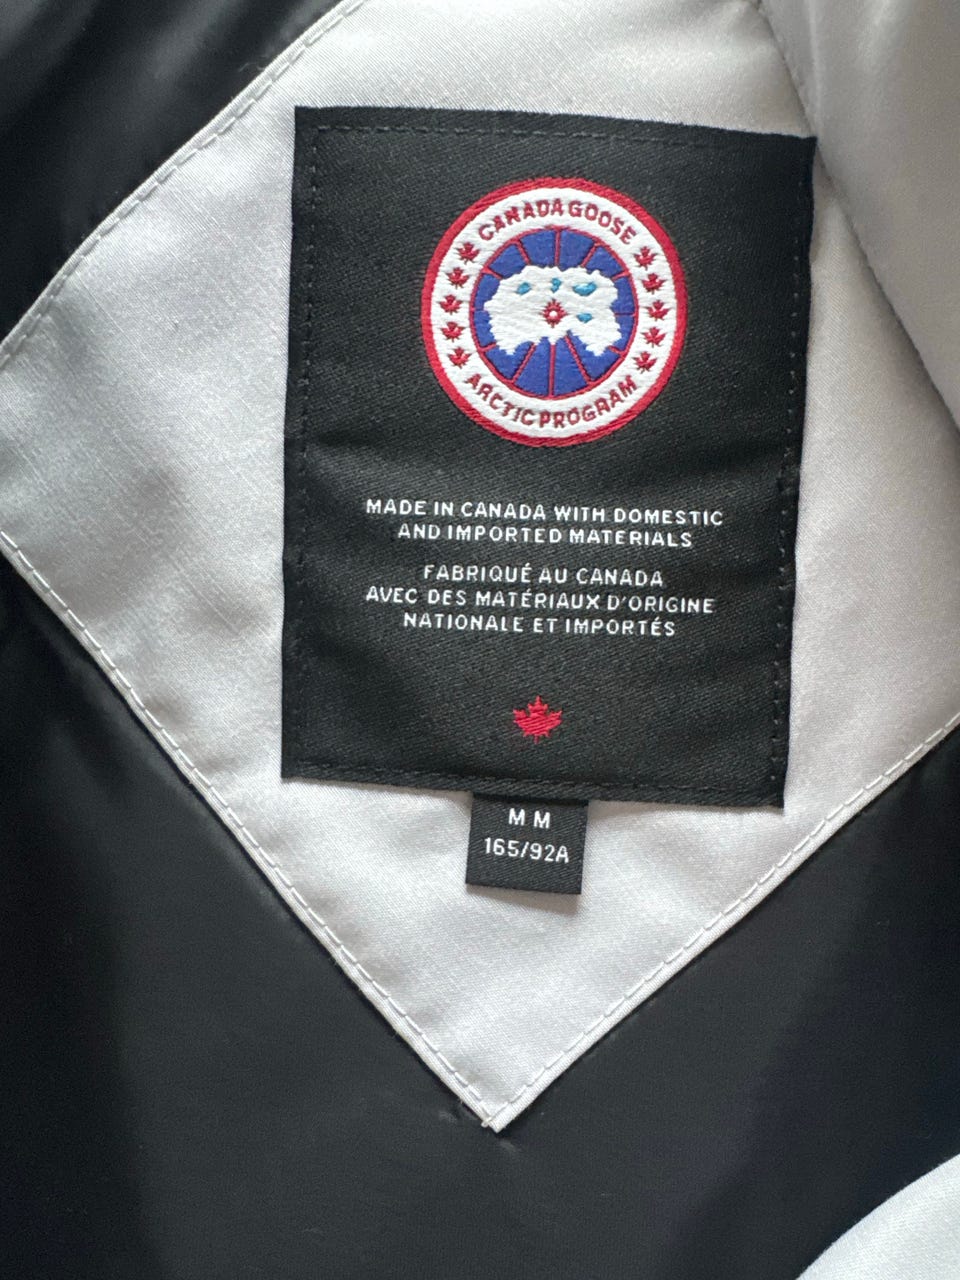 CANADA GOOSE
ARCTIC PROGRAM
MADE IN CANADA WITH DOMESTIC
AND IMPORTED MATERIALS
FABRIQUÉ AU CANADA
AVEC DES MATÉRIAUX D'ORIGINE
NATIONALE ET IMPORTÉS
M M
165/92A